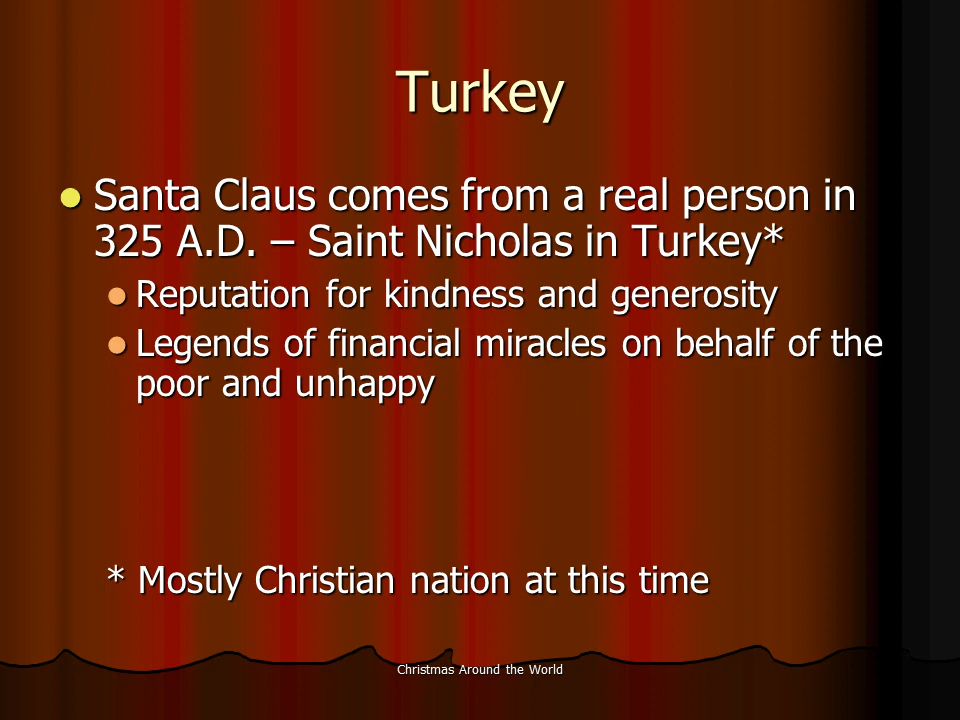 Turkey
Santa Claus comes from a real person in
325 A.D. – Saint Nicholas in Turkey*
Reputation for kindness and generosity
Legends of financial miracles on behalf of the
poor and unhappy
* Mostly Christian nation at this time
Christmas Around the World